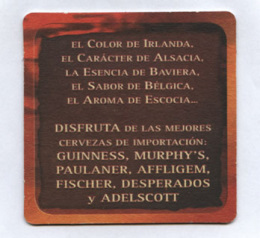 EL COLOR DE IRLANDA,
EL CARÁCTER DE ALSACIA,
LA ESENCIA DE BAVIERA,
EL SABOR DE BÉLGICA,
EL AROMA DE ESCOCIA...
DISFRUTA DE LAS MEJORES
CERVEZAS DE IMPORTACIÓN:
GUINNESS, MURPHY'S,
PAULANER, AFFLIGEM,
FISCHER, DESPERADOS
y ADELSCOTT